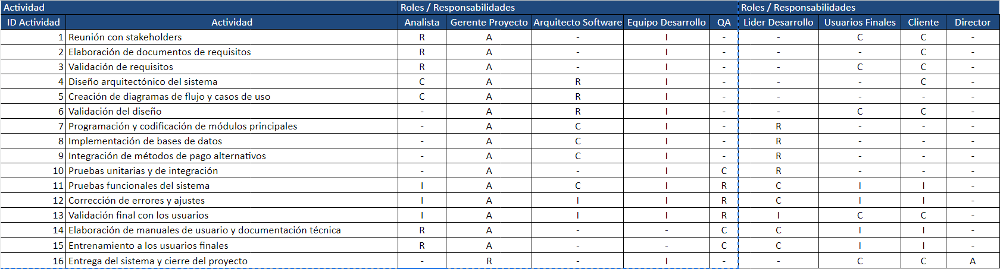 Actividad Roles / Responsabilidades Roles / Responsabilidades
ID Actividad Actividad Analista Gerente Proyecto Arquitecto Software Equipo Desarrollo QA Lider Desarrollo Usuarios Finales Cliente Director
1 Reunión con stakeholders R A - I - - C C -
2 Elaboración de documentos de requisitos R A - I - - - C -
3 Validación de requisitos R A - I - - C C -
4 Diseño arquitectónico del sistema C A R I - - - C -
5 Creación de diagramas de flujo y casos de uso C A R I - - - - -
6 Validación del diseño - A R I - - C C -
7 Programación y codificación de módulos principales - A C I - R - - -
8 Implementación de bases de datos - A C I - R - - -
9 Integración de métodos de pago alternativos - A C I - R - - -
10 Pruebas unitarias y de integración - A - I C R - - -
11 Pruebas funcionales del sistema I A C I R C I I -
12 Corrección de errores y ajustes I A I I R C I I -
13 Validación final con los usuarios I A I I R I C C -
14 Elaboración de manuales de usuario y documentación técnica R A - - C C I I -
15 Entrenamiento a los usuarios finales R A - - C C I I -
16 Entrega del sistema y cierre del proyecto - R - I - - C C A